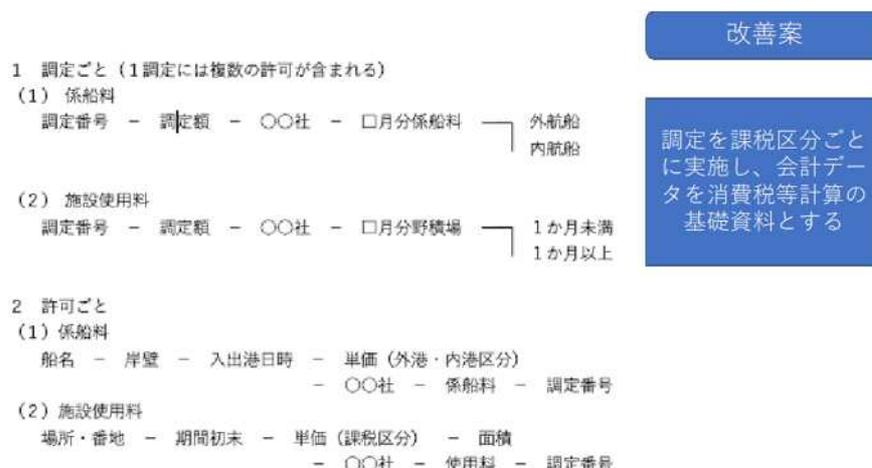 改善案
1 調定ごと（1調定には複数の許可が含まれる）
(1) 係船料
調定番号 － 調定額 － 〇〇社 － □月分係船料 外航船
内航船
(2) 施設使用料
調定番号 － 調定額 － 〇〇社 － □月分野積場 1か月未満
1か月以上
調定を課税区分ごと
に実施し、会計デー
タを消費税等計算の
基礎資料とする
2 許可ごと
(1) 係船料
船名 － 岸壁 － 入出港日時 － 単価（外港・内港区分）
－ 〇〇社 － 係船料 － 調定番号
(2) 施設使用料
場所・番地 － 期間初末 － 単価（課税区分） － 面積
－ 〇〇社 － 使用料 － 調定番号